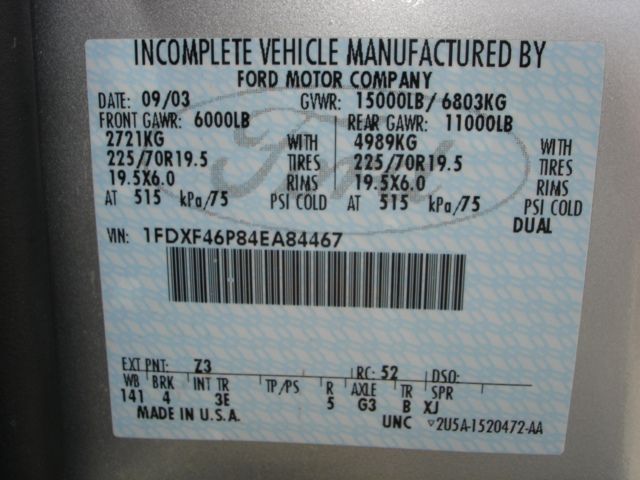 INCOMPLETE VEHICLE MANUFACTURED BY
FORD MOTOR COMPANY
DATE: 09/03 GVWR: 15000LB/ 6803KG
FRONT GAWR: 6000LB REAR GAWR: 11000LB
2721KG WITH 4989KG WITH
225/70R19.5 TIRES 225/70R19.5 TIRES
19.5X6.0 RIMS 19.5X6.0 RIMS
AT 515 kPa/75 PSI COLD AT 515 kPa/75 PSI COLD
DUAL
Ford
VIN: 1FDXF46P84EA84467
EXT PNT: Z3 RC: 52 DSO:
WB BRK INT TR TP/PS R AXLE TR SPR
141 4 3E 5 G3 B XJ
MADE IN U.S.A. UNC ▽2U5A-1520472-AA